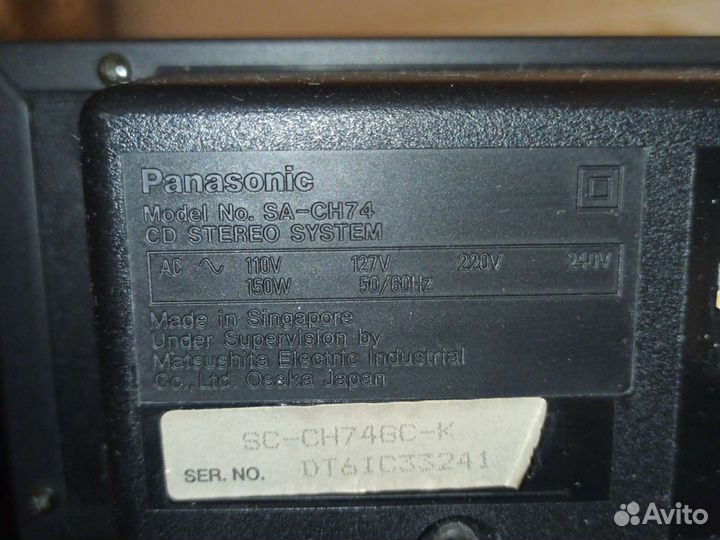 Panasonic
Model No. SA-CH74
CD STEREO SYSTEM
AC 110V 127V 220V 240V
150W 50/60Hz
Made in Singapore
Under Supervision by
Matsushita Electric Industrial
Co., Ltd. Osaka Japan
SC-CH74GC-K
SER. NO. DT6IC33241
Avito